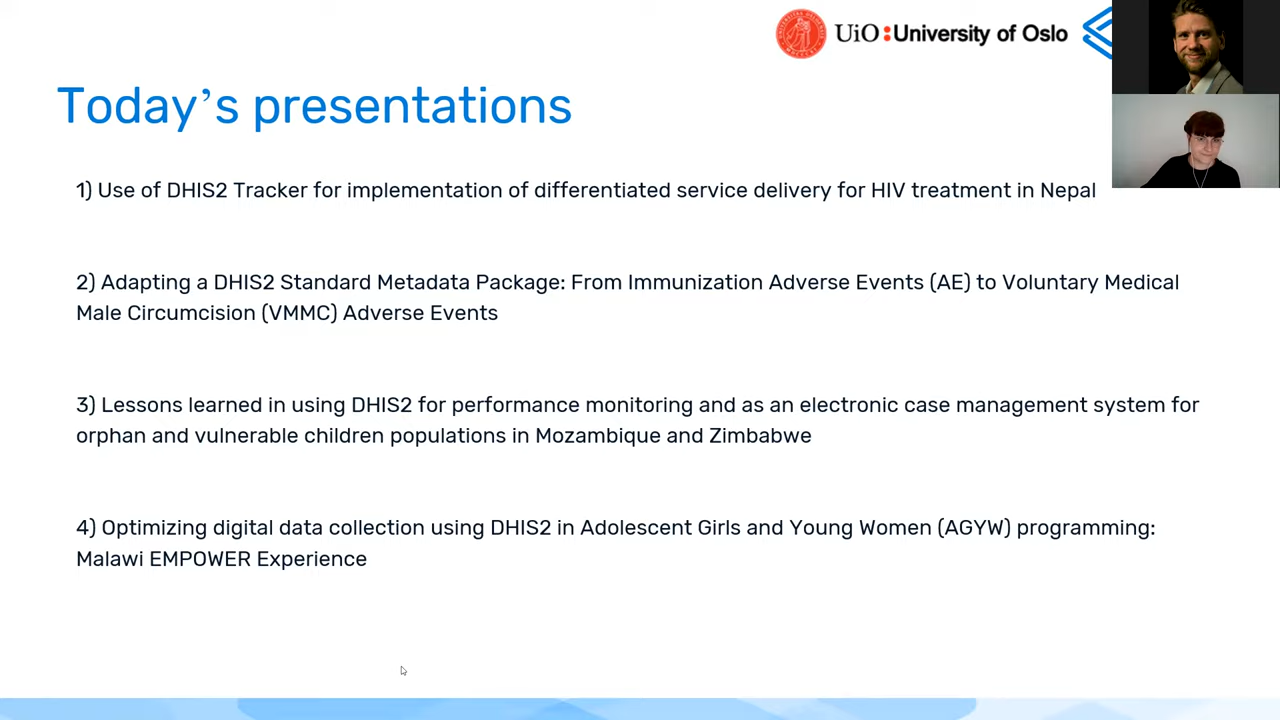 UiO:University of Oslo
Today's presentations
1) Use of DHIS2 Tracker for implementation of differentiated service delivery for HIV treatment in Nepal
2) Adapting a DHIS2 Standard Metadata Package: From Immunization Adverse Events (AE) to Voluntary Medical
Male Circumcision (VMMC) Adverse Events
3) Lessons learned in using DHIS2 for performance monitoring and as an electronic case management system for
orphan and vulnerable children populations in Mozambique and Zimbabwe
4) Optimizing digital data collection using DHIS2 in Adolescent Girls and Young Women (AGYW) programming:
Malawi EMPOWER Experience